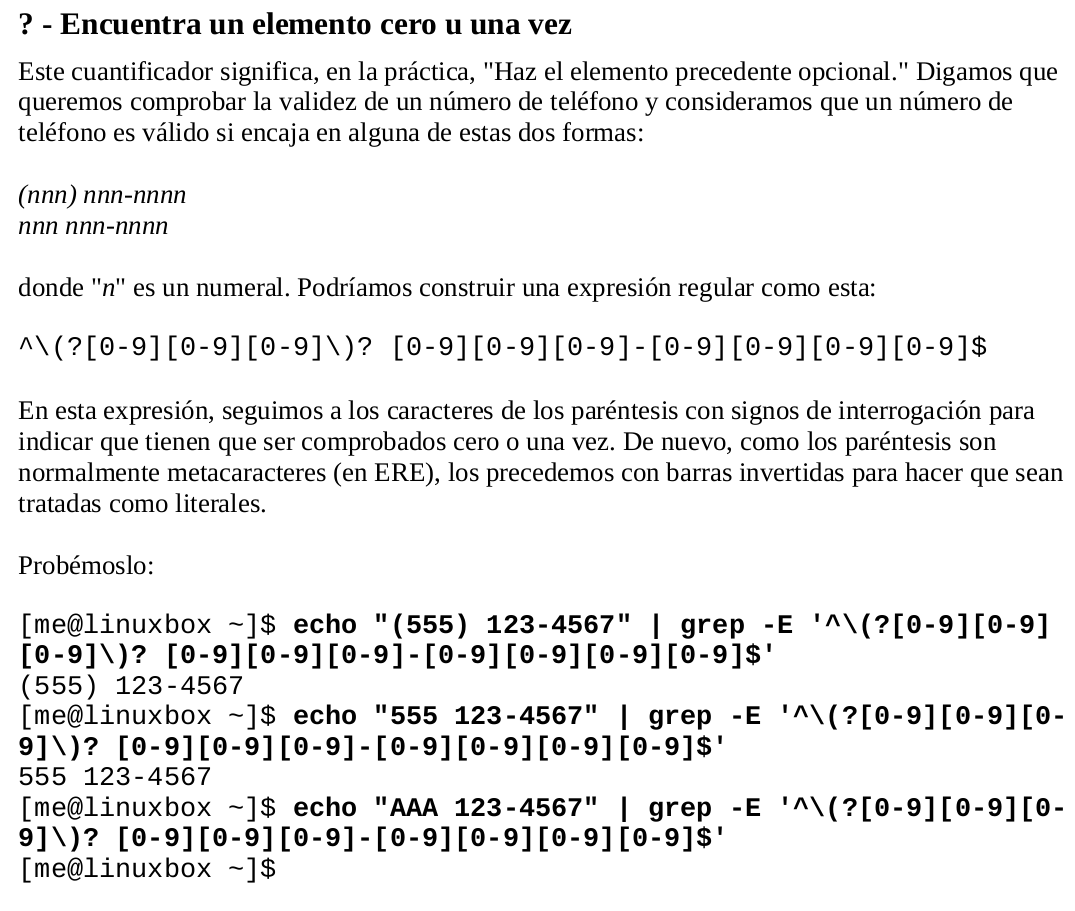 ? - Encuentra un elemento cero u una vez
Este cuantificador significa, en la práctica, "Haz el elemento precedente opcional." Digamos que
queremos comprobar la validez de un número de teléfono y consideramos que un número de
teléfono es válido si encaja en alguna de estas dos formas:
(nnn) nnn-nnnn
nnn nnn-nnnn
donde "n" es un numeral. Podríamos construir una expresión regular como esta:
^\(?[0-9][0-9][0-9]\)? [0-9][0-9][0-9]-[0-9][0-9][0-9][0-9]$
En esta expresión, seguimos a los caracteres de los paréntesis con signos de interrogación para
indicar que tienen que ser comprobados cero o una vez. De nuevo, como los paréntesis son
normalmente metacaracteres (en ERE), los precedemos con barras invertidas para hacer que sean
tratadas como literales.
Probémoslo:
[me@linuxbox ~]$ echo "(555) 123-4567" | grep -E '^\(?[0-9][0-9]
[0-9]\)? [0-9][0-9][0-9]-[0-9][0-9][0-9][0-9]$'
(555) 123-4567
[me@linuxbox ~]$ echo "555 123-4567" | grep -E '^\(?[0-9][0-9][0-
9]\)? [0-9][0-9][0-9]-[0-9][0-9][0-9][0-9]$'
555 123-4567
[me@linuxbox ~]$ echo "AAA 123-4567" | grep -E '^\(?[0-9][0-9][0-
9]\)? [0-9][0-9][0-9]-[0-9][0-9][0-9][0-9]$'
[me@linuxbox ~]$